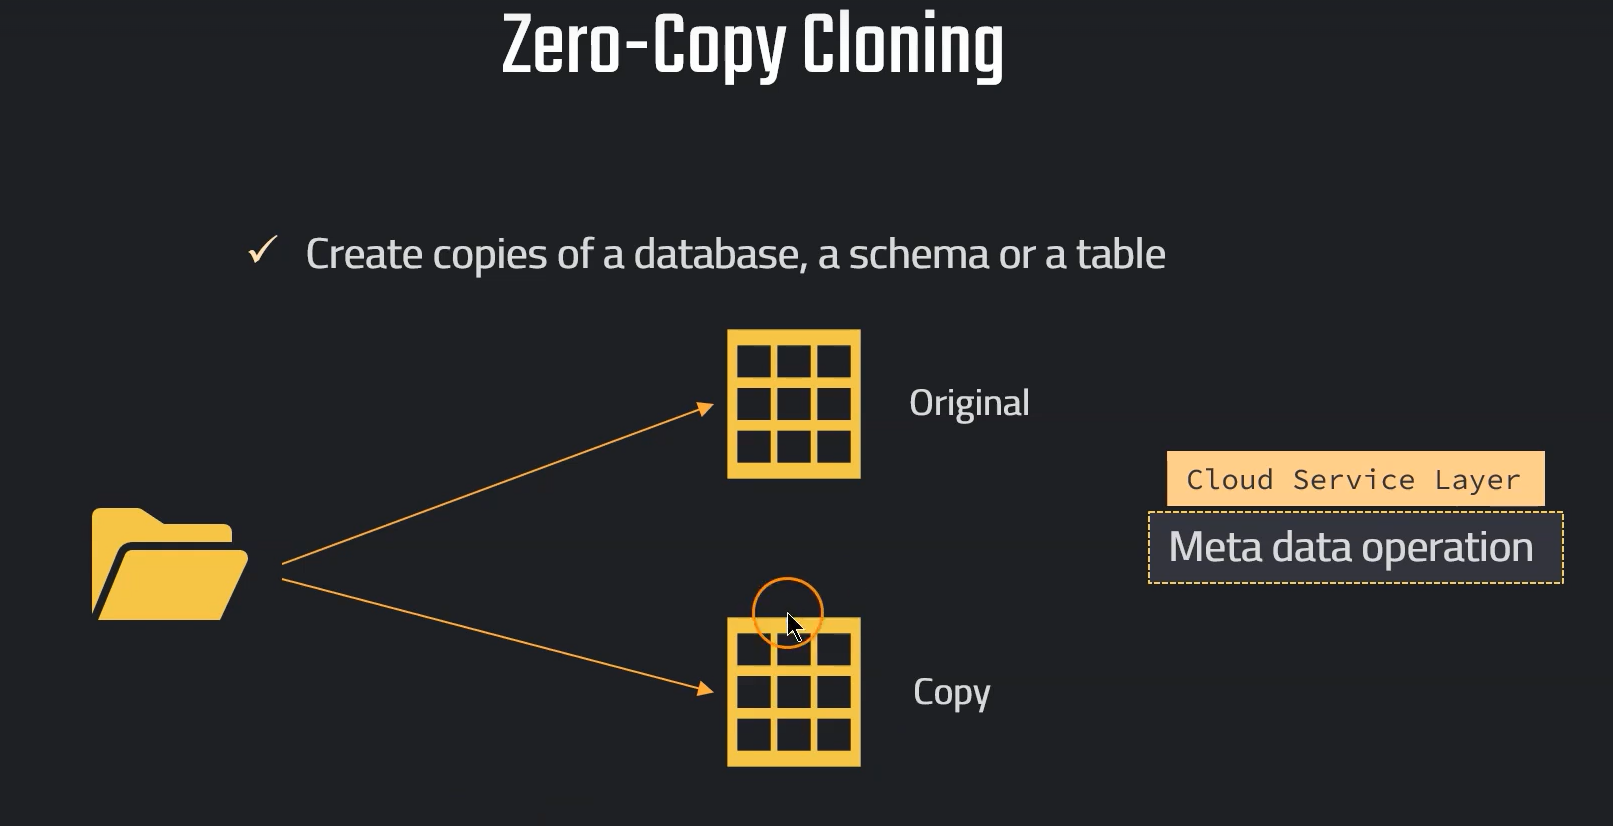 Zero-Copy Cloning
✓ Create copies of a database, a schema or a table
Original
Cloud Service Layer
Meta data operation
Copy